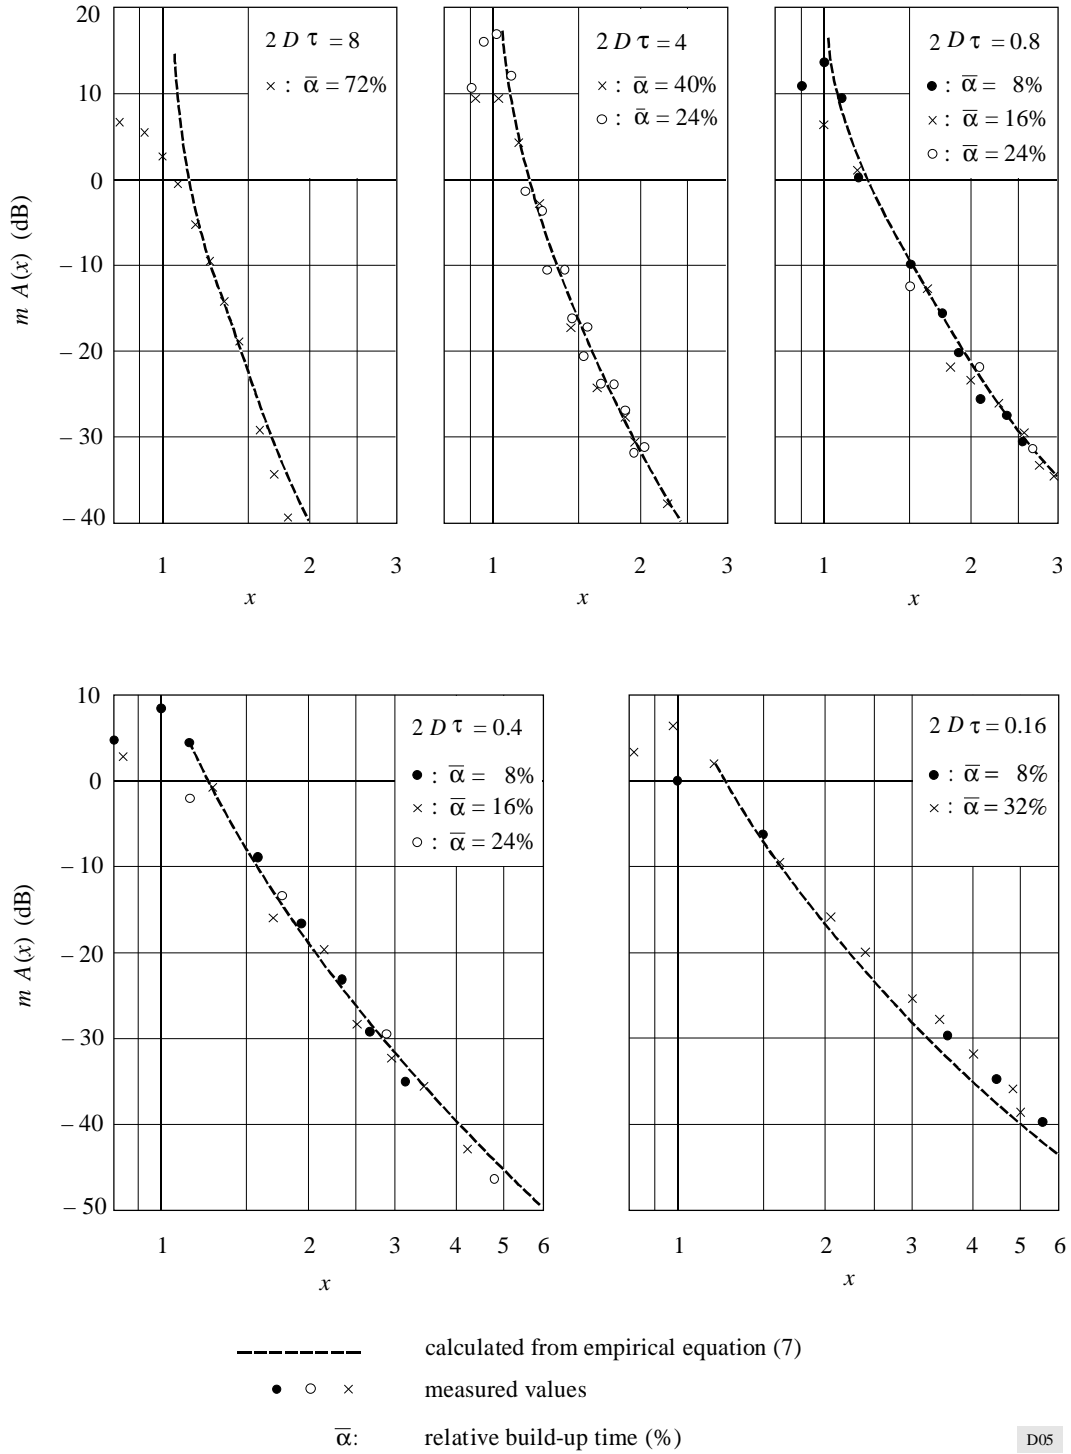 20
10
0
– 10
– 20
– 30
– 40
m A(x) (dB)
2 D τ = 8
× : α̅ = 72%
1 2 3
x
2 D τ = 4
× : α̅ = 40%
○ : α̅ = 24%
1 2 3
x
2 D τ = 0.8
● : α̅ = 8%
× : α̅ = 16%
○ : α̅ = 24%
1 2 3
x
10
0
– 10
– 20
– 30
– 40
– 50
m A(x) (dB)
2 D τ = 0.4
● : α̅ = 8%
× : α̅ = 16%
○ : α̅ = 24%
1 2 3 4 5 6
x
2 D τ = 0.16
● : α̅ = 8%
× : α̅ = 32%
1 2 3 4 5 6
x
calculated from empirical equation (7)
● ○ × measured values
α̅: relative build-up time (%)
D05